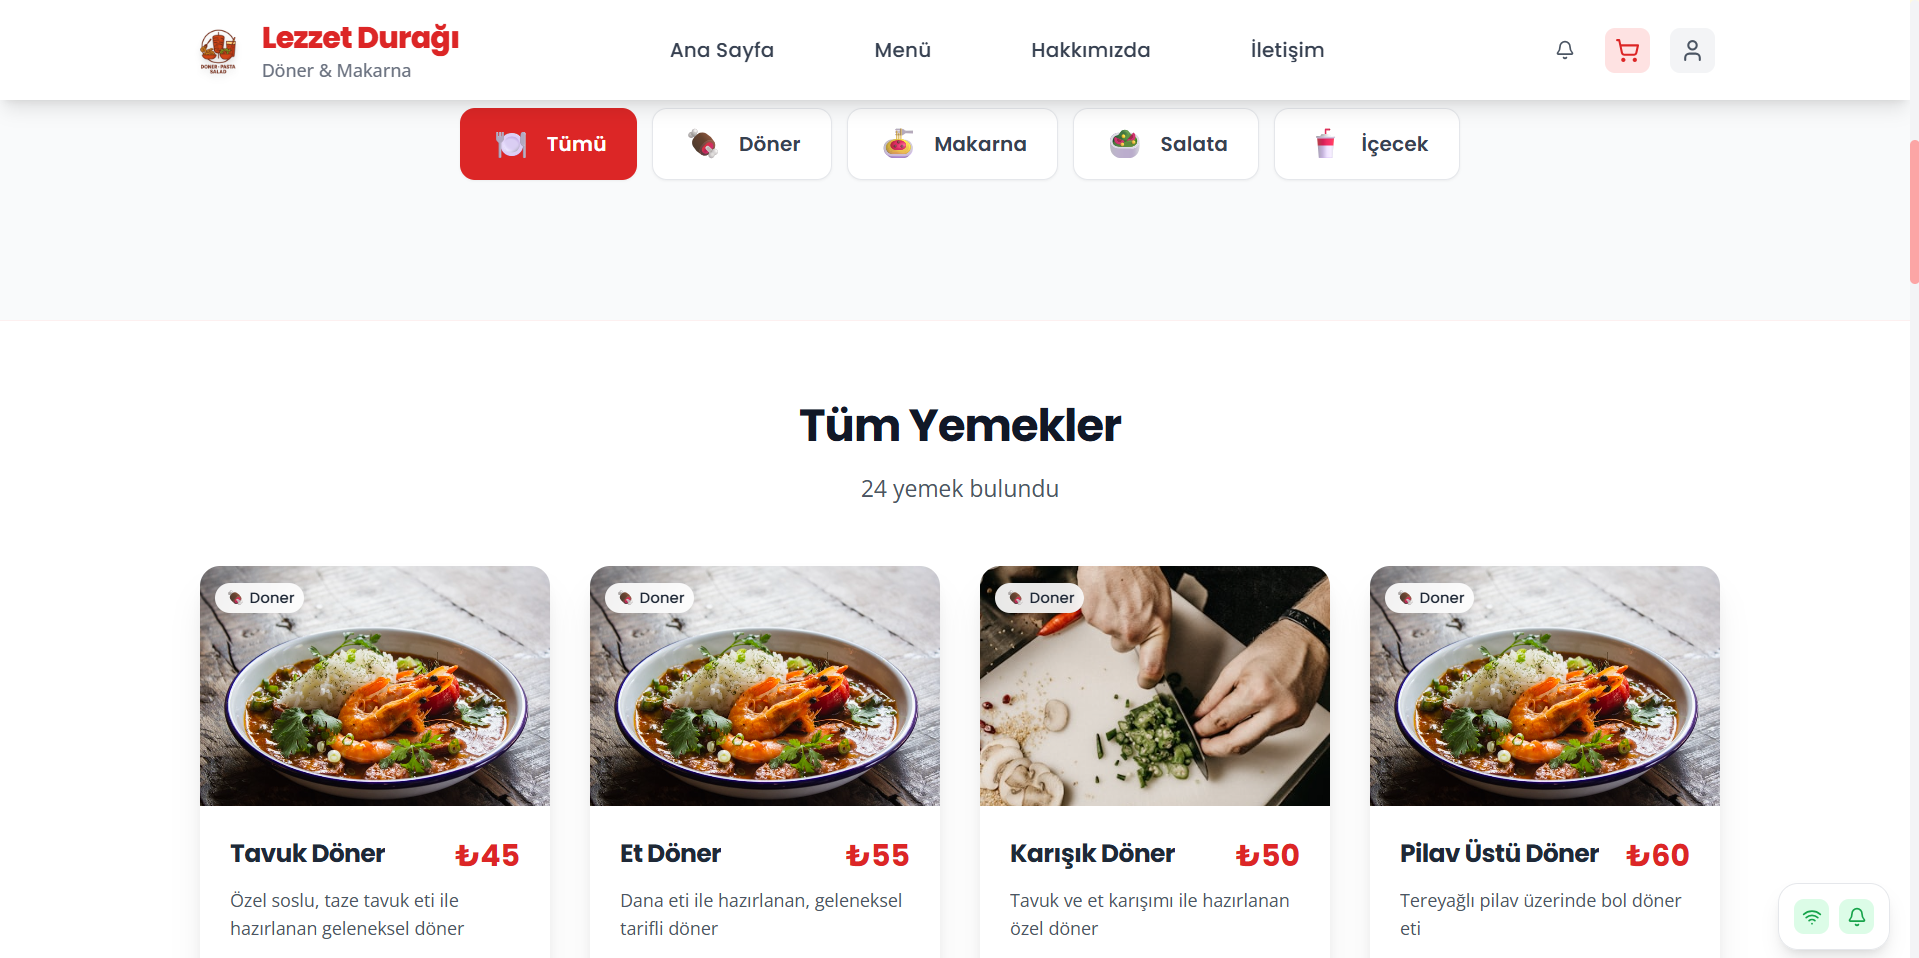 DONER-PASTA
SALAD
Lezzet Durağı
Döner & Makarna
Ana Sayfa
Menü
Hakkımızda
İletişim
Tümü
Döner
Makarna
Salata
İçecek
Tüm Yemekler
24 yemek bulundu
Doner
Doner
Doner
Doner
Tavuk Döner
₺45
Özel soslu, taze tavuk eti ile
hazırlanan geleneksel döner
Et Döner
₺55
Dana eti ile hazırlanan, geleneksel
tarifli döner
Karışık Döner
₺50
Tavuk ve et karışımı ile hazırlanan
özel döner
Pilav Üstü Döner
₺60
Tereyağlı pilav üzerinde bol döner
eti